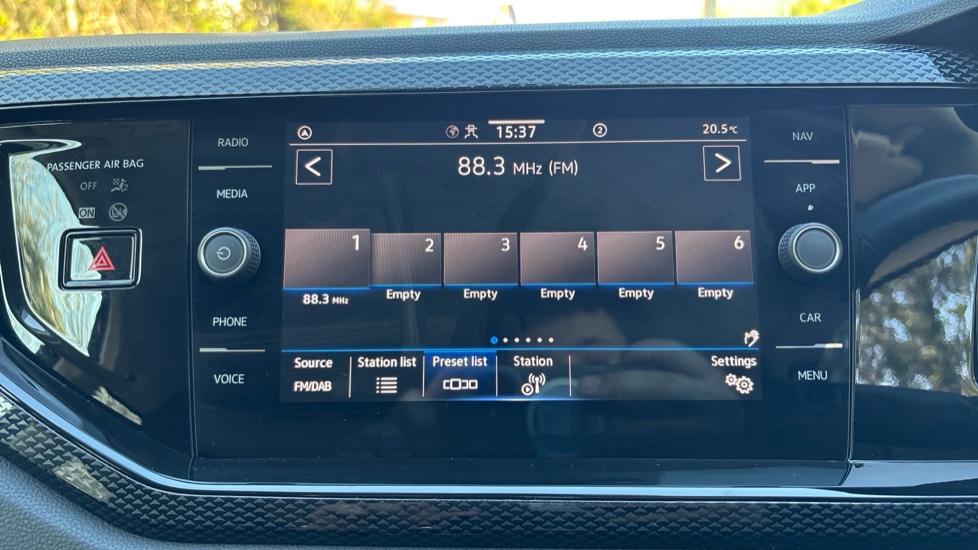 PASSENGER AIR BAG
OFF
ON
RADIO
MEDIA
PHONE
VOICE
A
15:37
2
20.5°C
<
88.3 MHz (FM)
>
1
2
3
4
5
6
88.3 MHz
Empty
Empty
Empty
Empty
Empty
Source
Station list
Preset list
Station
Settings
FM/DAB
NAV
APP
CAR
MENU